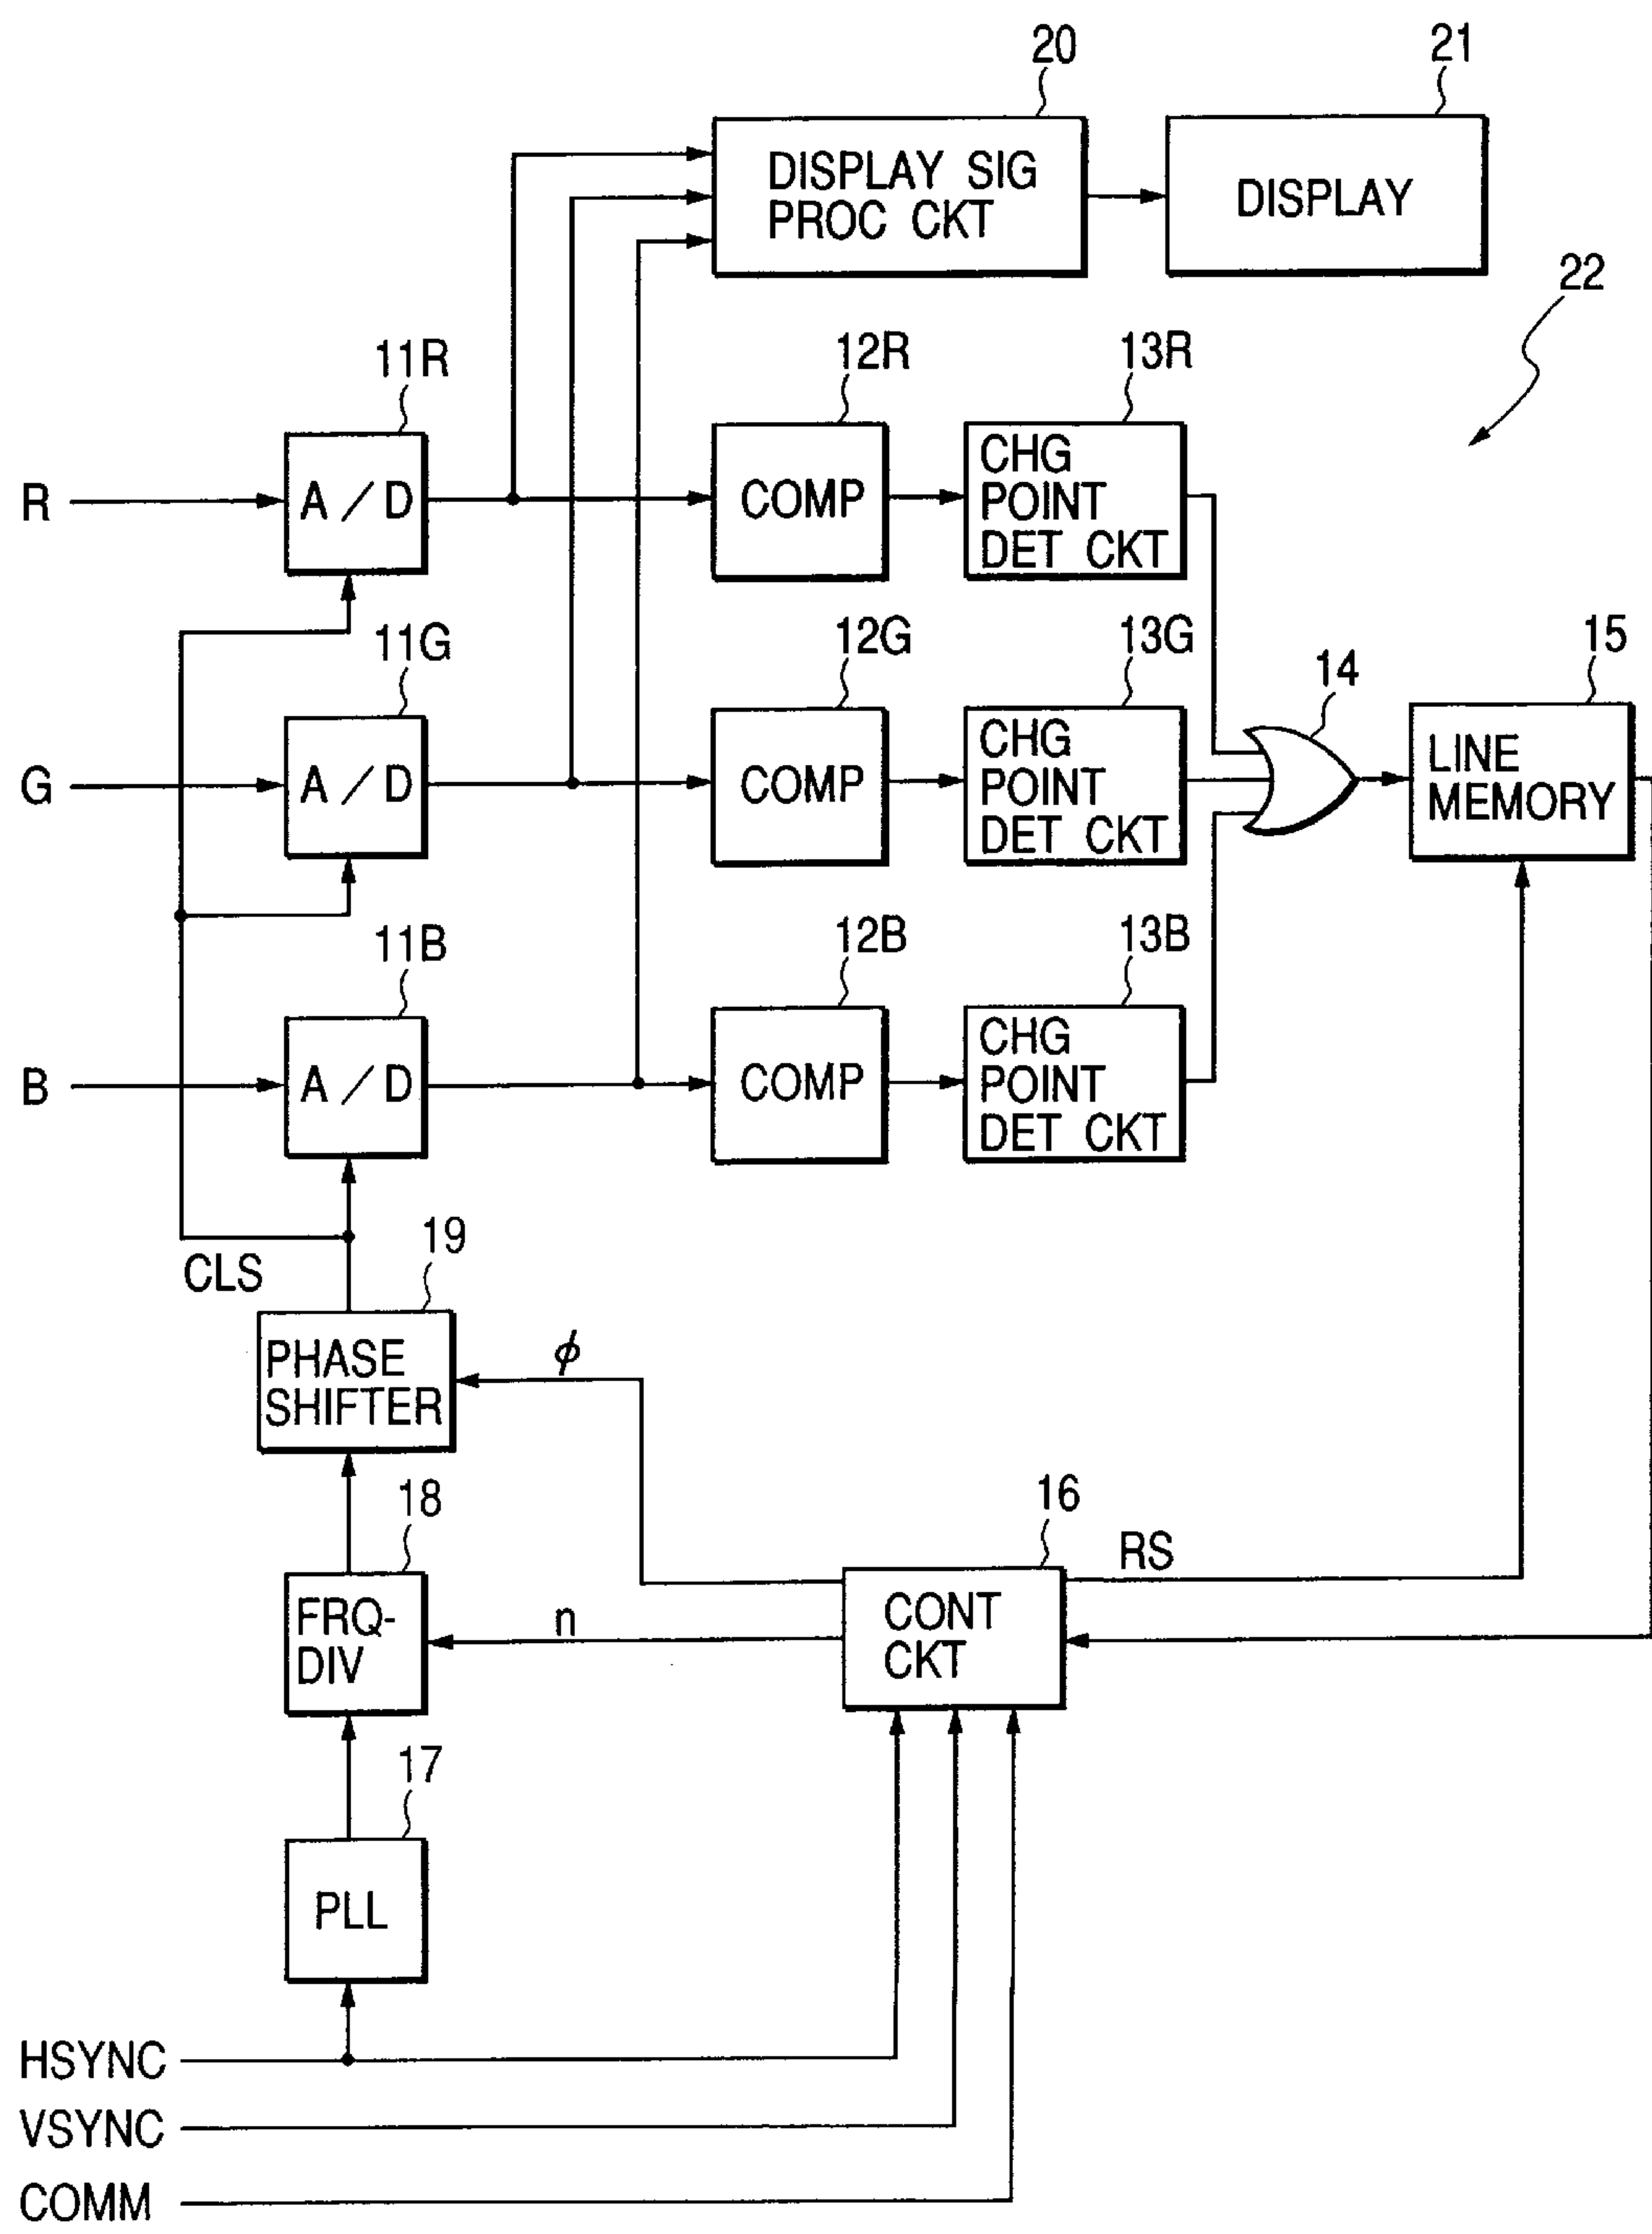 20
21
DISPLAY SIG
PROC CKT
DISPLAY
22
11R
12R
13R
R
A/D
COMP
CHG
POINT
DET CKT
11G
12G
13G
14
15
G
A/D
COMP
CHG
POINT
DET CKT
LINE
MEMORY
11B
12B
13B
B
A/D
COMP
CHG
POINT
DET CKT
CLS
19
PHASE
SHIFTER
ϕ
18
16
RS
FRQ-
DIV
n
CONT
CKT
17
PLL
HSYNC
VSYNC
COMM